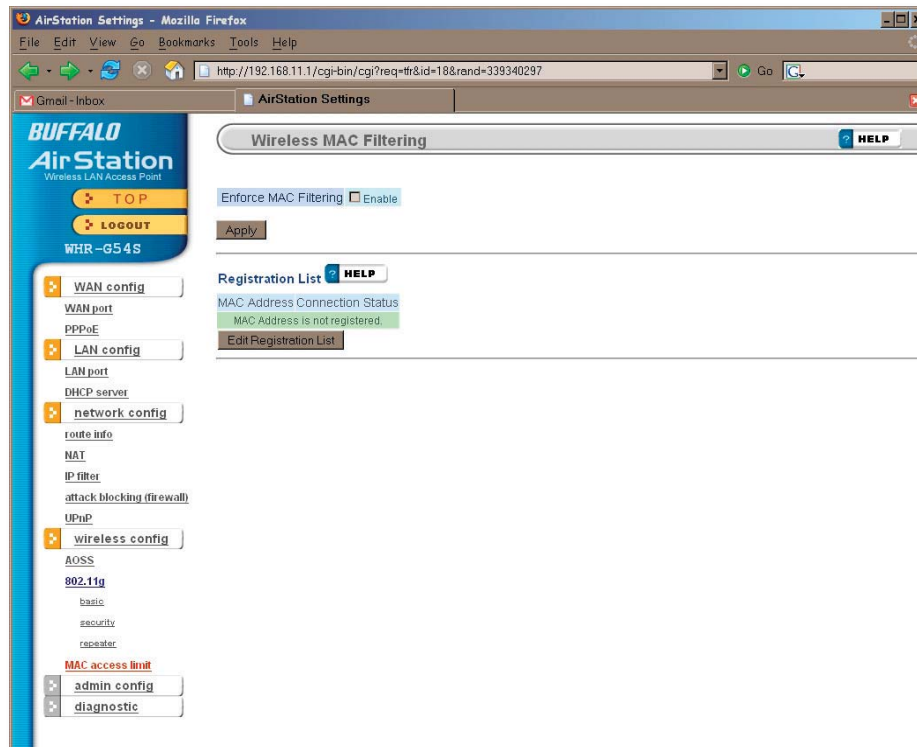 AirStation Settings - Mozilla Firefox
File Edit View Go Bookmarks Tools Help
http://192.168.11.1/cgi-bin/cgi?req=tfr&id=18&rand=339340297
Go
G
Gmail - Inbox
AirStation Settings
BUFFALO
AirStation
Wireless LAN Access Point
TOP
LOGOUT
WHR-G54S
WAN config
WAN port
PPPoE
LAN config
LAN port
DHCP server
network config
route info
NAT
IP filter
attack blocking (firewall)
UPnP
wireless config
AOSS
802.11g
basic
security
repeater
MAC access limit
admin config
diagnostic
Wireless MAC Filtering
? HELP
Enforce MAC Filtering Enable
Apply
Registration List ? HELP
MAC Address Connection Status
MAC Address is not registered.
Edit Registration List